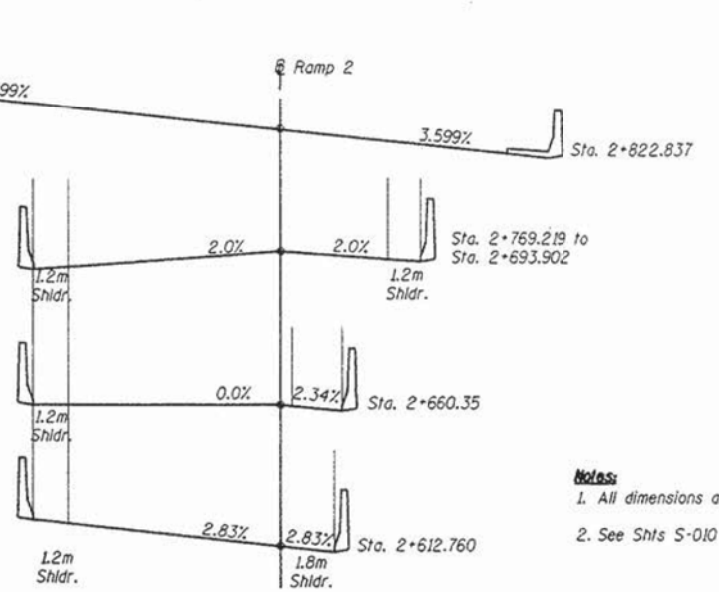 ℄ Ramp 2
99%
3.599%
Sta. 2+822.837
2.0%
2.0%
Sta. 2+769.219 to
Sta. 2+693.902
1.2m
Shldr.
1.2m
Shldr.
0.0%
2.34%
Sta. 2+660.35
1.2m
Shldr.
Notes:
1. All dimensions a
2.83%
2.83%
Sta. 2+612.760
2. See Shts S-010
1.2m
Shldr.
1.8m
Shldr.